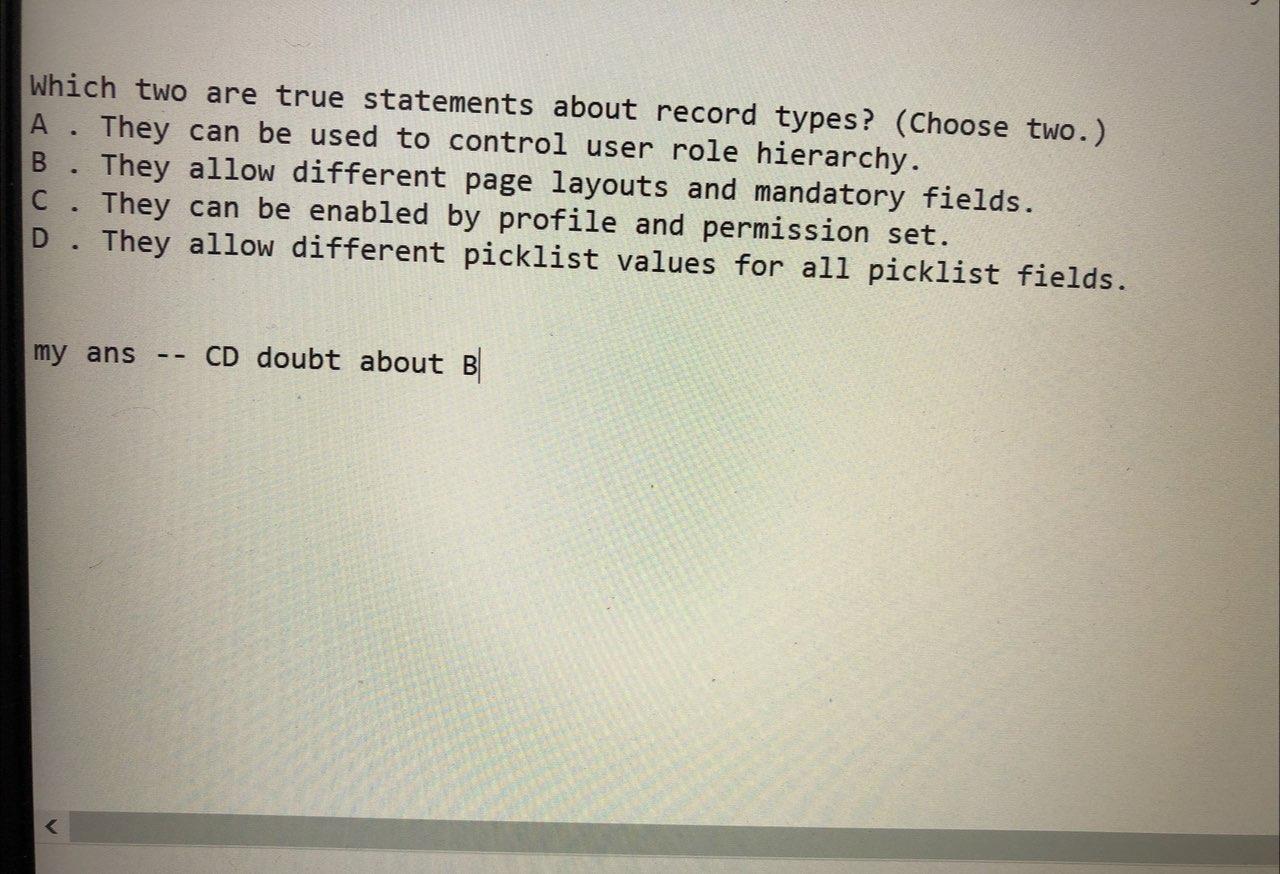 Which two are true statements about record types? (Choose two.)
A . They can be used to control user role hierarchy.
B . They allow different page layouts and mandatory fields.
C . They can be enabled by profile and permission set.
D . They allow different picklist values for all picklist fields.
my ans -- CD doubt about B